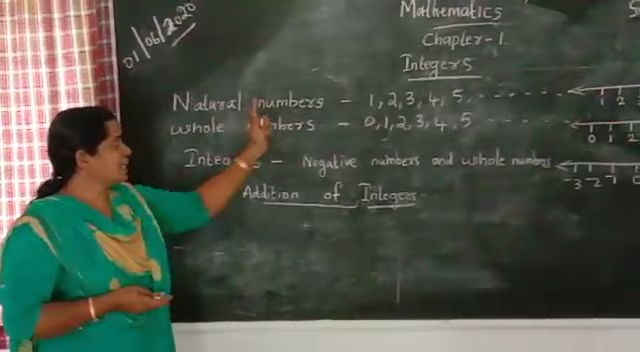 01/06/2020
Mathematics
Chapter-1
Integers
Natural numbers - 1, 2, 3, 4, 5, . . . . . . . . .
1 2
whole numbers - 0, 1, 2, 3, 4, 5 . . . . . . . .
0 1 2
Integers - Negative numbers and whole numbers
-3 -2 -1
Addition of Integers